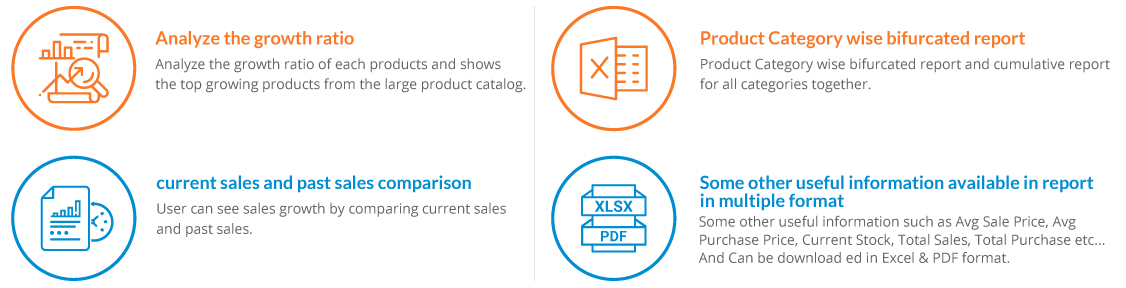 Analyze the growth ratio
Analyze the growth ratio of each products and shows
the top growing products from the large product catalog.
Product Category wise bifurcated report
Product Category wise bifurcated report and cumulative report
for all categories together.
current sales and past sales comparison
User can see sales growth by comparing current sales
and past sales.
XLSX
PDF
Some other useful information available in report
in multiple format
Some other useful information such as Avg Sale Price, Avg
Purchase Price, Current Stock, Total Sales, Total Purchase etc...
And Can be download ed in Excel & PDF format.